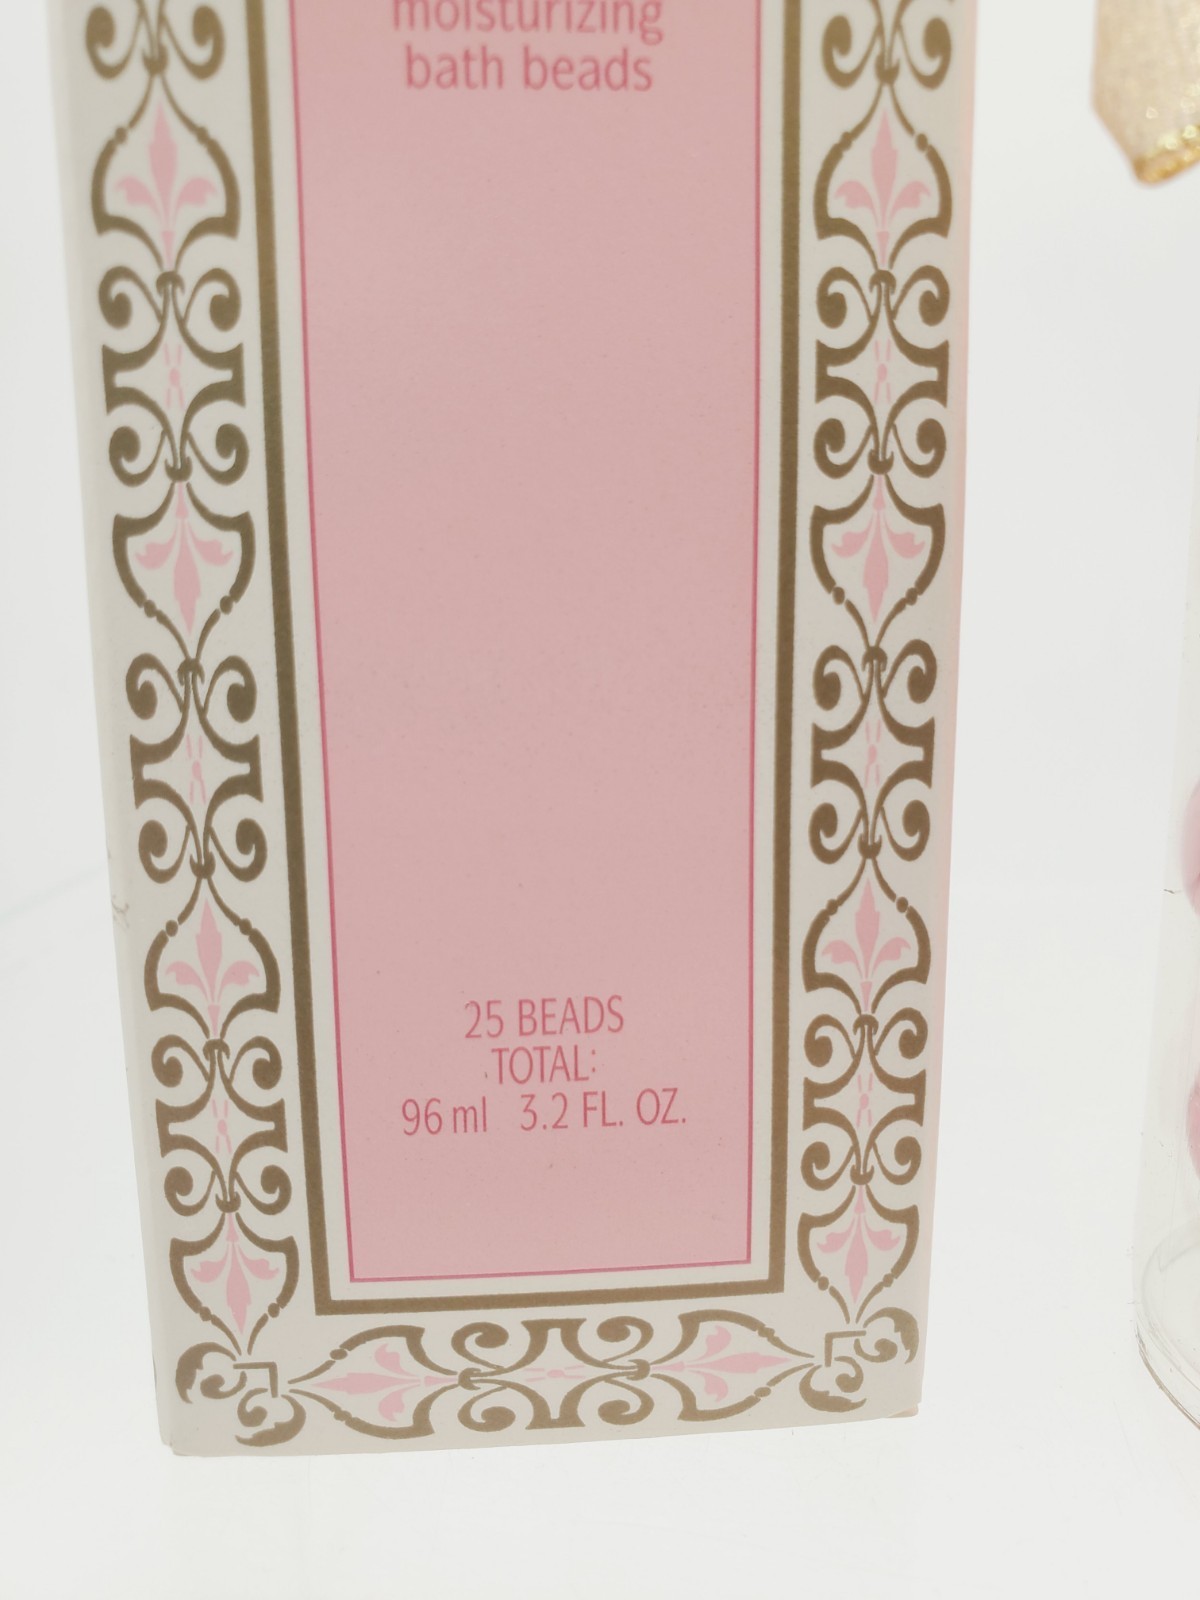 moisturizing
bath beads
25 BEADS
TOTAL:
96 ml 3.2 FL. OZ.